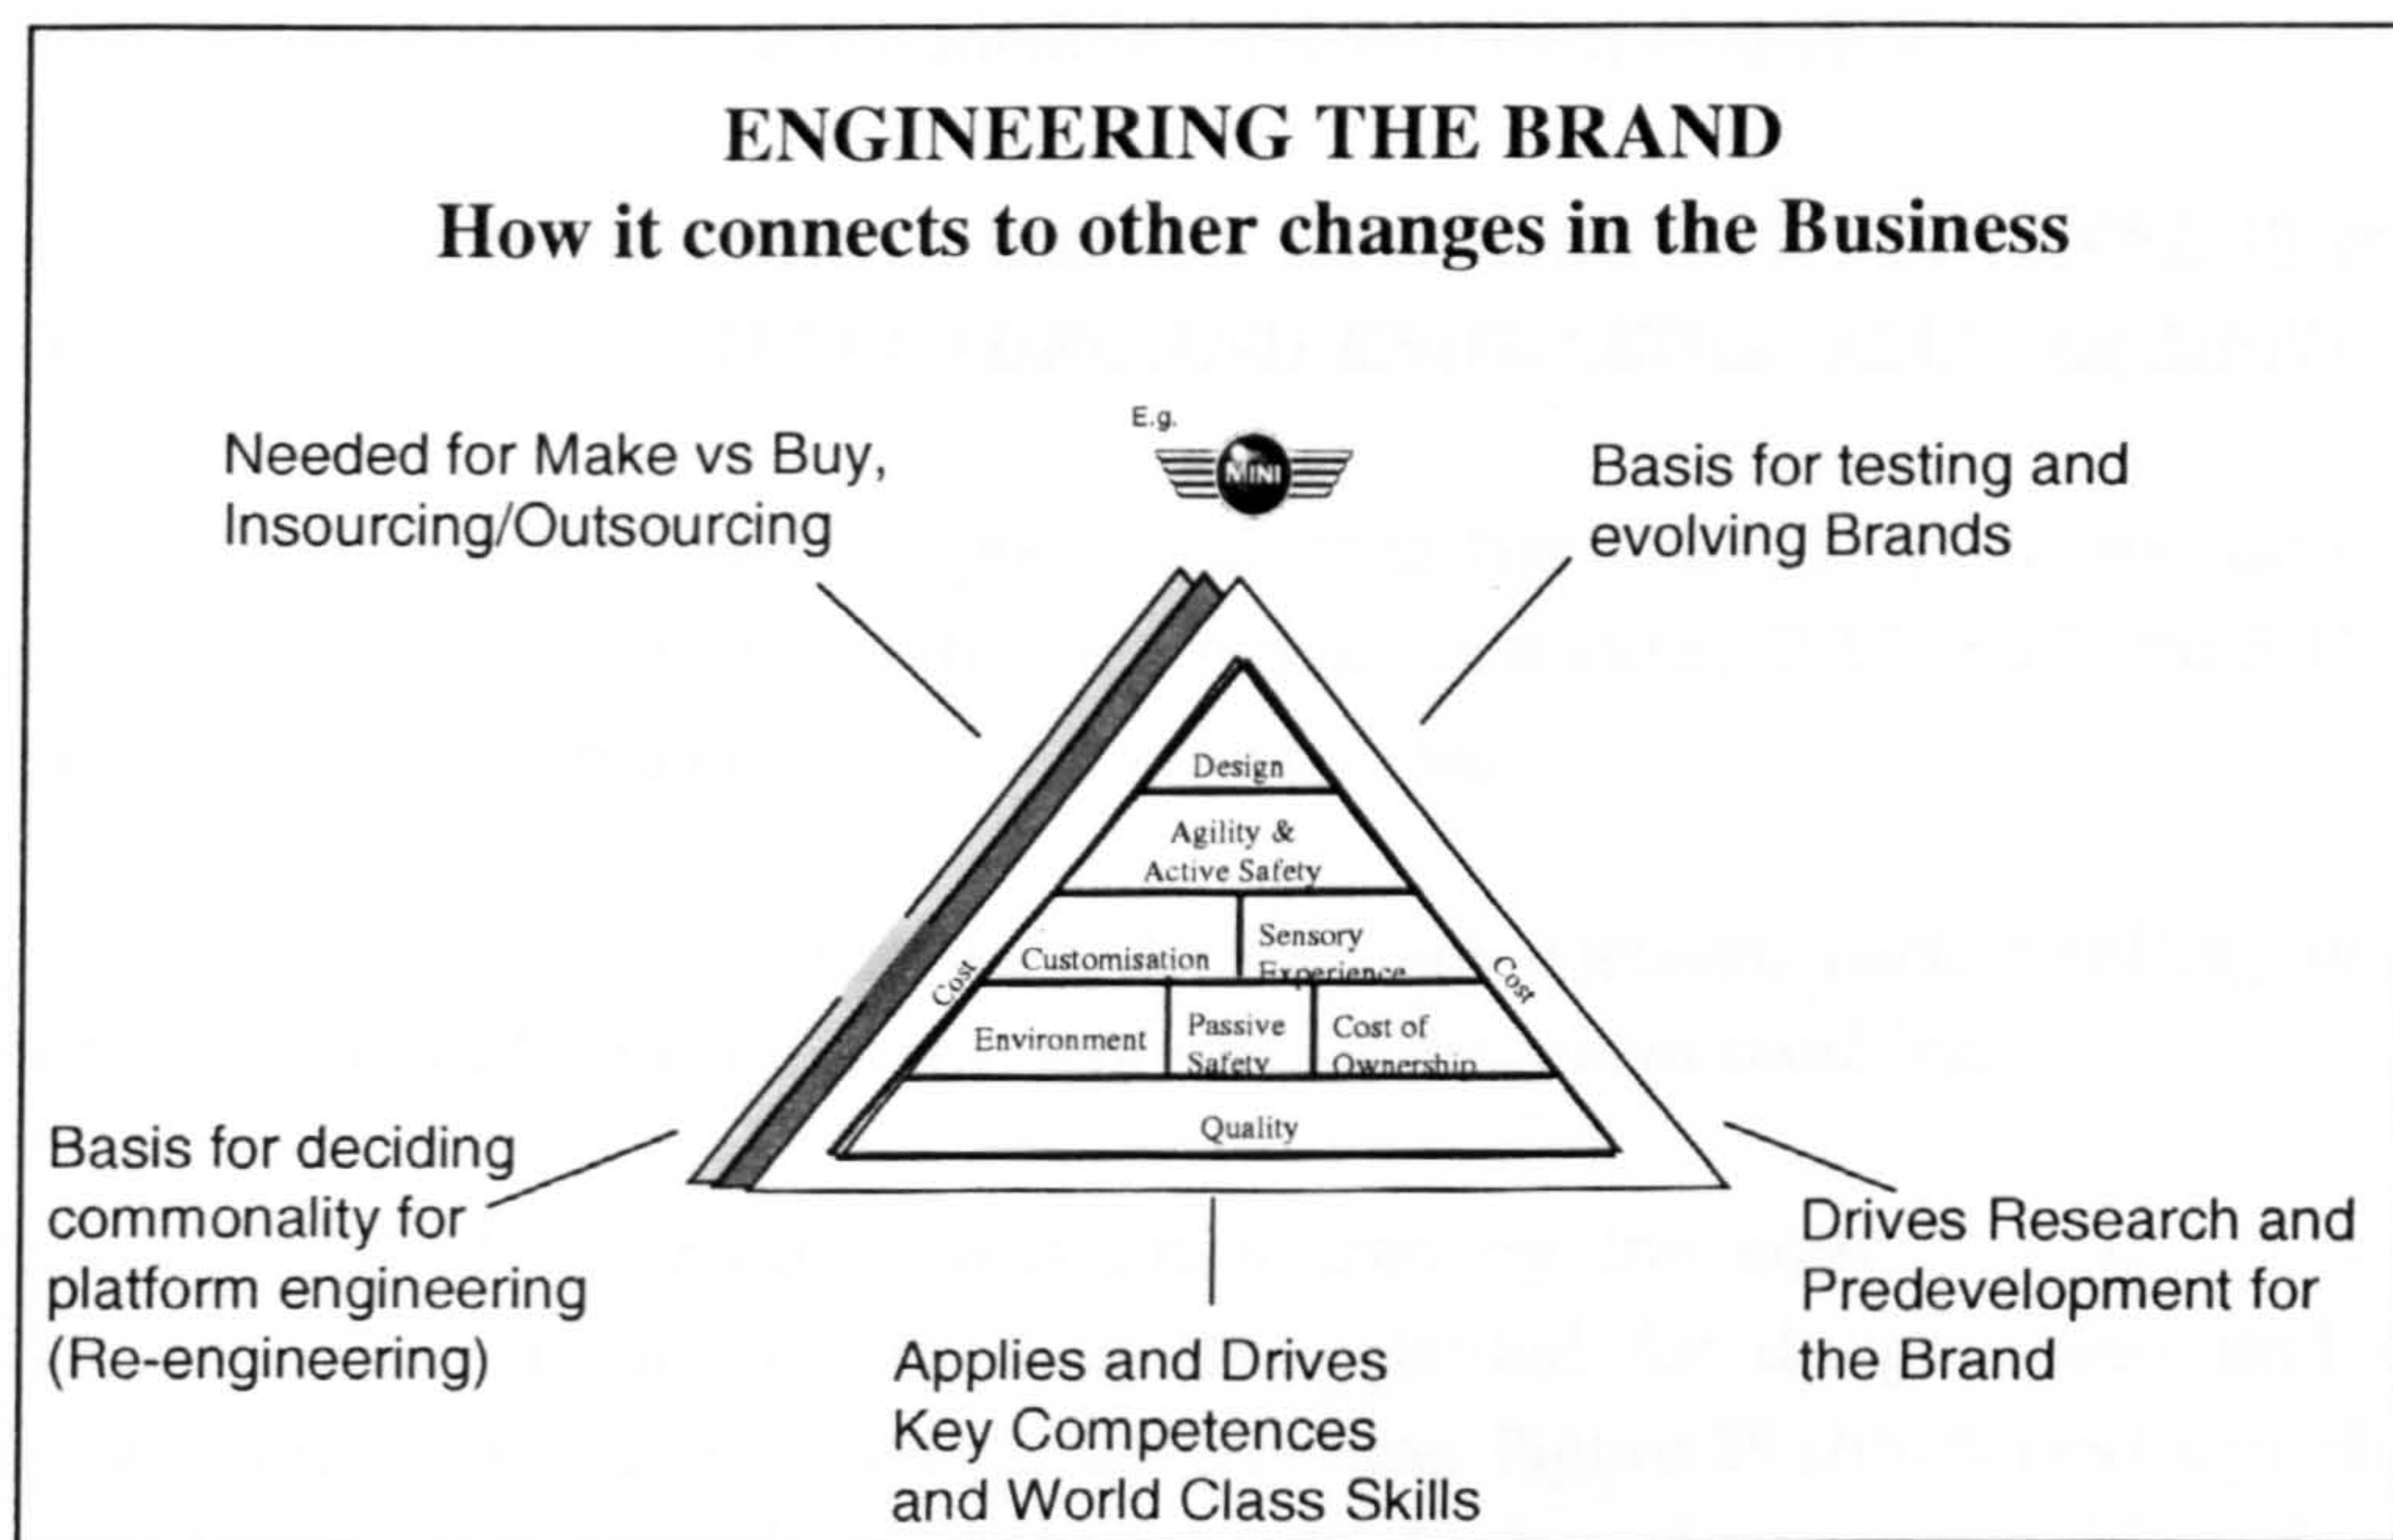 ENGINEERING THE BRAND
How it connects to other changes in the Business
E.g.
MINI
Needed for Make vs Buy,
Insourcing/Outsourcing
Basis for testing and
evolving Brands
Design
Agility &
Active Safety
Customisation
Sensory
Experience
Cost
Cost
Environment
Passive
Safety
Cost of
Ownership
Quality
Basis for deciding
commonality for
platform engineering
(Re-engineering)
Applies and Drives
Key Competences
and World Class Skills
Drives Research and
Predevelopment for
the Brand